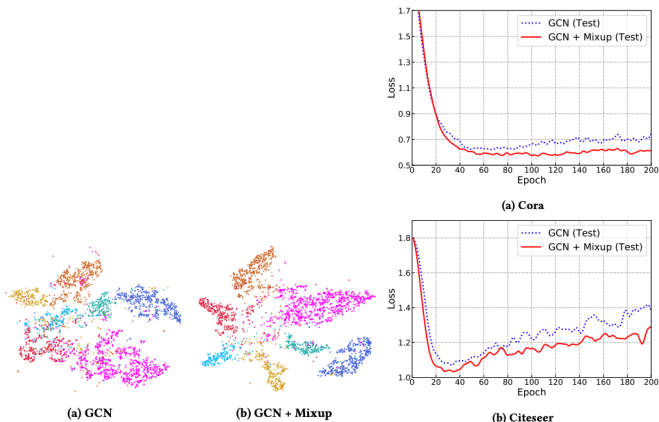 1.7
1.5
1.3
1.1
0.9
0.7
0.5
Loss
GCN (Test)
GCN + Mixup (Test)
0 20 40 60 80 100 120 140 160 180 200
Epoch
(a) Cora
1.8
1.6
1.4
1.2
1.0
Loss
GCN (Test)
GCN + Mixup (Test)
0 20 40 60 80 100 120 140 160 180 200
Epoch
(a) GCN
(b) GCN + Mixup
(b) Citeseer